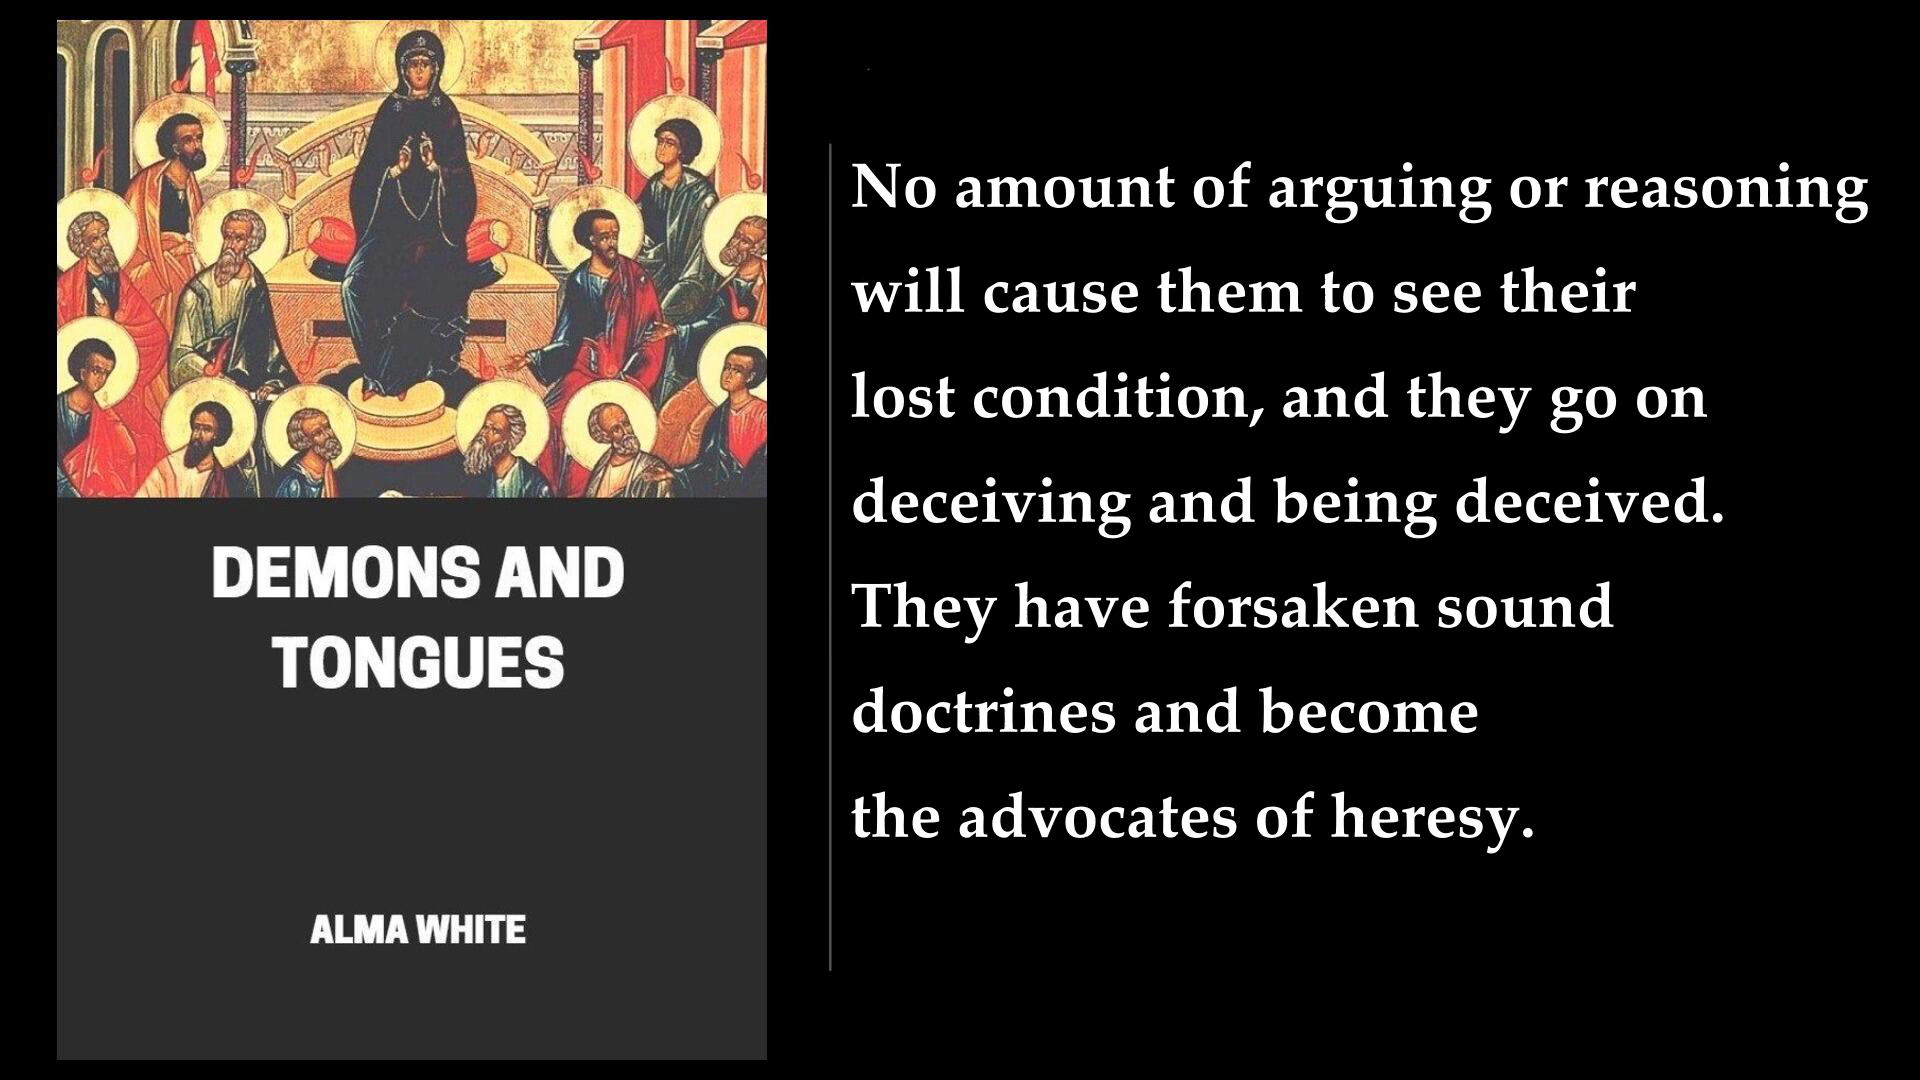 DEMONS AND
TONGUES
ALMA WHITE
No amount of arguing or reasoning
will cause them to see their
lost condition, and they go on
deceiving and being deceived.
They have forsaken sound
doctrines and become
the advocates of heresy.